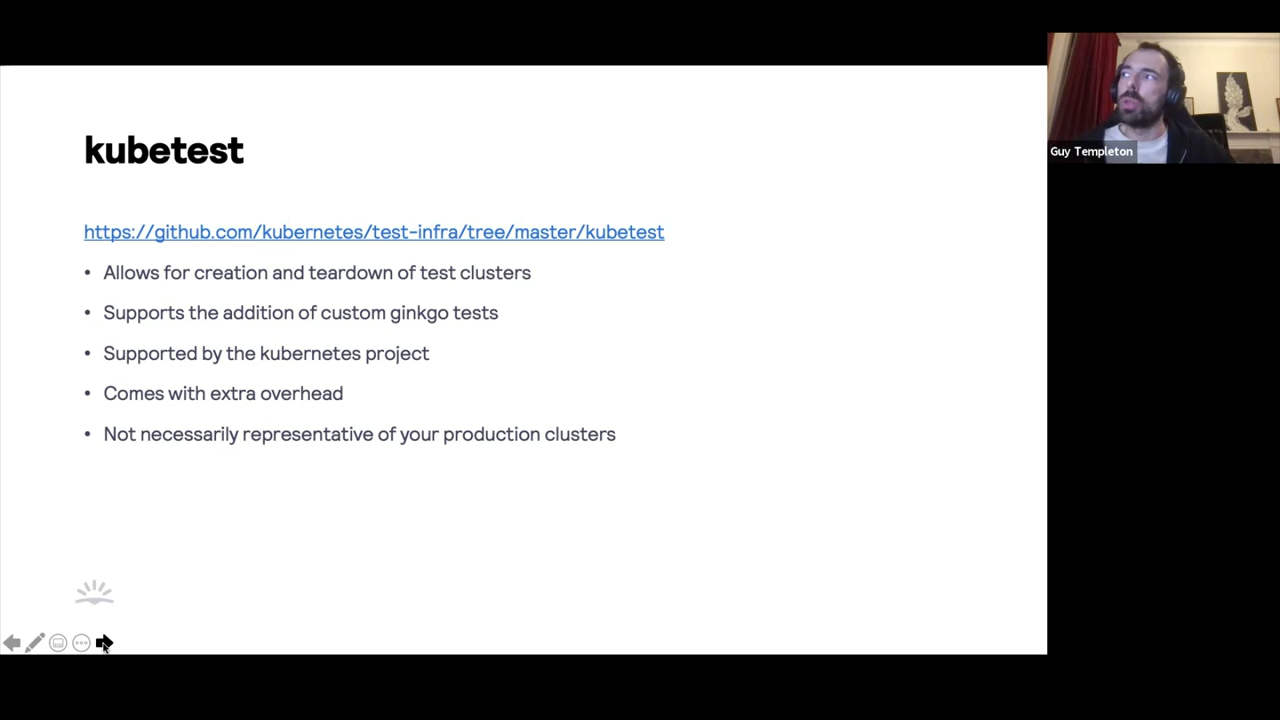 kubetest
https://github.com/kubernetes/test-infra/tree/master/kubetest
• Allows for creation and teardown of test clusters
• Supports the addition of custom ginkgo tests
• Supported by the kubernetes project
• Comes with extra overhead
• Not necessarily representative of your production clusters
Guy Templeton